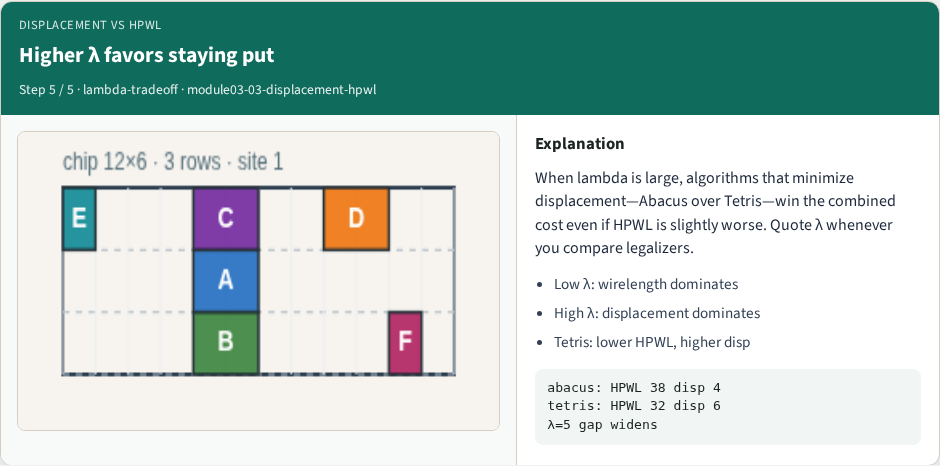 DISPLACEMENT VS HPWL
Higher λ favors staying put
Step 5 / 5 · lambda-tradeoff · module03-03-displacement-hpwl
chip 12×6 · 3 rows · site 1
E
C
D
A
B
F
Explanation
When lambda is large, algorithms that minimize
displacement—Abacus over Tetris—win the combined
cost even if HPWL is slightly worse. Quote λ whenever
you compare legalizers.
• Low λ: wirelength dominates
• High λ: displacement dominates
• Tetris: lower HPWL, higher disp
abacus: HPWL 38 disp 4
tetris: HPWL 32 disp 6
λ=5 gap widens